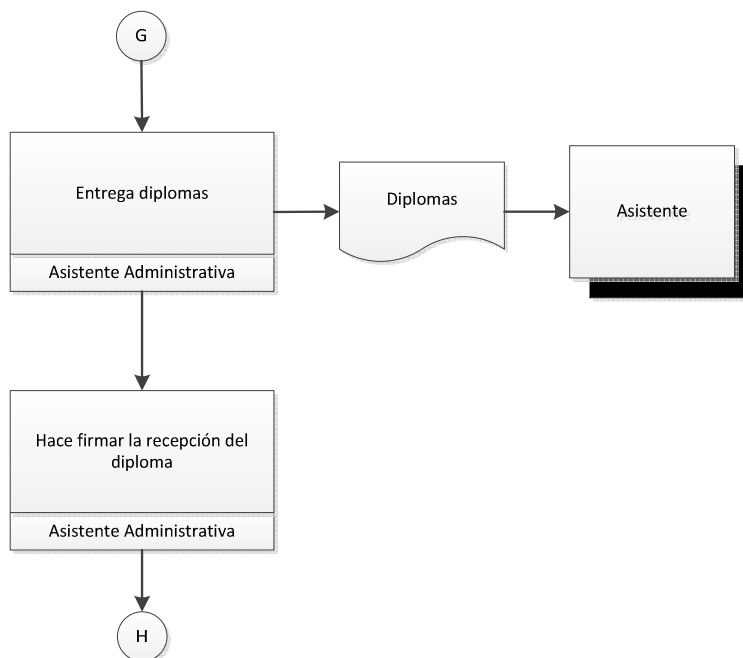 G
Entrega diplomas
Asistente Administrativa
Diplomas
Asistente
Hace firmar la recepción del
diploma
Asistente Administrativa
H